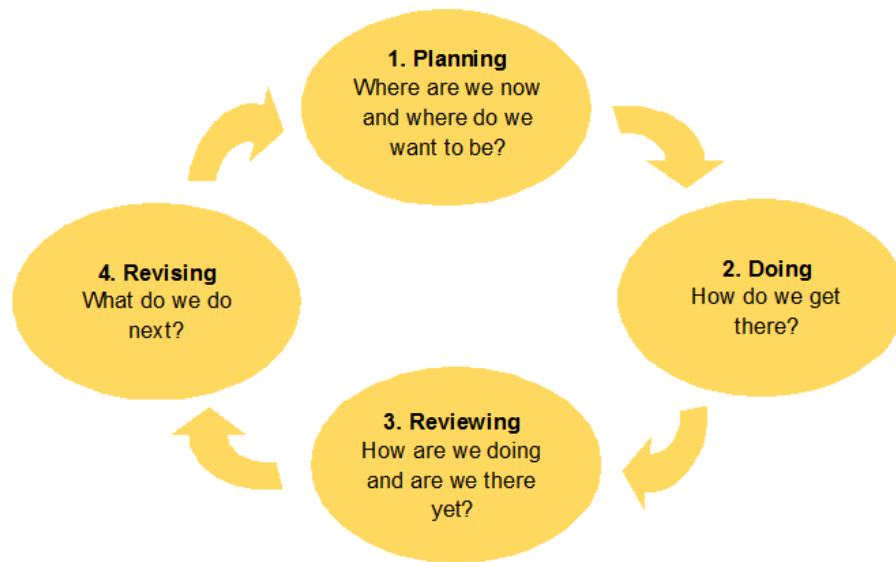 1. Planning
Where are we now
and where do we
want to be?
2. Doing
How do we get
there?
3. Reviewing
How are we doing
and are we there
yet?
4. Revising
What do we do
next?